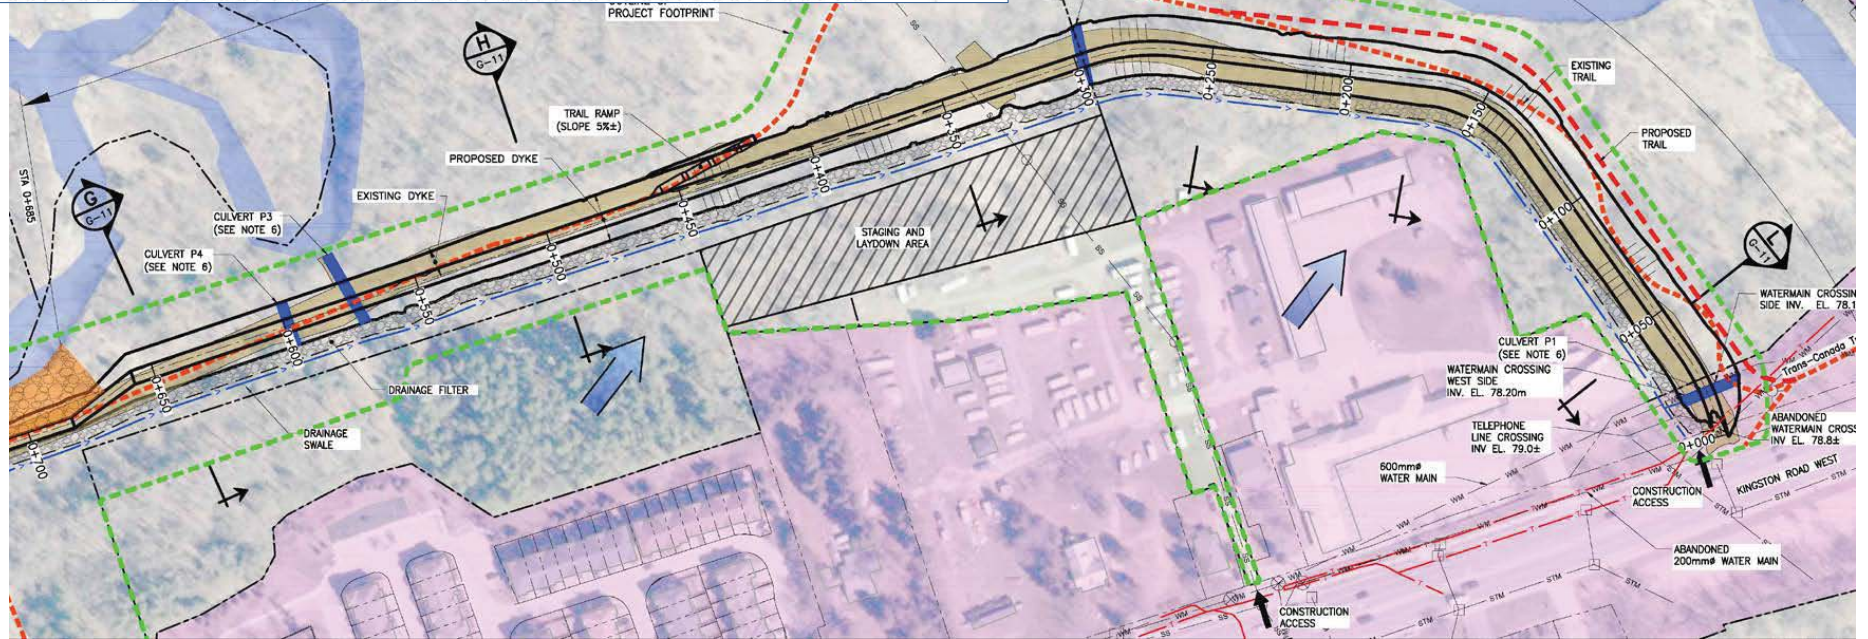 PROJECT FOOTPRINT
H
G-11
EXISTING
TRAIL
TRAIL RAMP
(SLOPE 5%±)
PROPOSED DYKE
PROPOSED
TRAIL
STA 0+685
G
G-11
EXISTING DYKE
CULVERT P3
(SEE NOTE 6)
CULVERT P4
(SEE NOTE 6)
STAGING AND
LAYDOWN AREA
L
G-11
0+700
0+650
0+600
0+550
0+500
0+450
0+400
0+350
0+300
0+250
0+200
0+150
0+100
0+050
0+000
WATERMAIN CROSSIN
SIDE INV. EL. 78.1
Trans-Canada T
CULVERT P1
(SEE NOTE 6)
WATERMAIN CROSSING
WEST SIDE
INV. EL. 78.20m
DRAINAGE FILTER
DRAINAGE
SWALE
TELEPHONE
LINE CROSSING
INV EL. 79.0±
ABANDONED
WATERMAIN CROSS
INV EL. 78.8±
600mmø
WATER MAIN
CONSTRUCTION
ACCESS
KINGSTON ROAD WEST
ABANDONED
200mmø WATER MAIN
CONSTRUCTION
ACCESS
WM
STM
SS